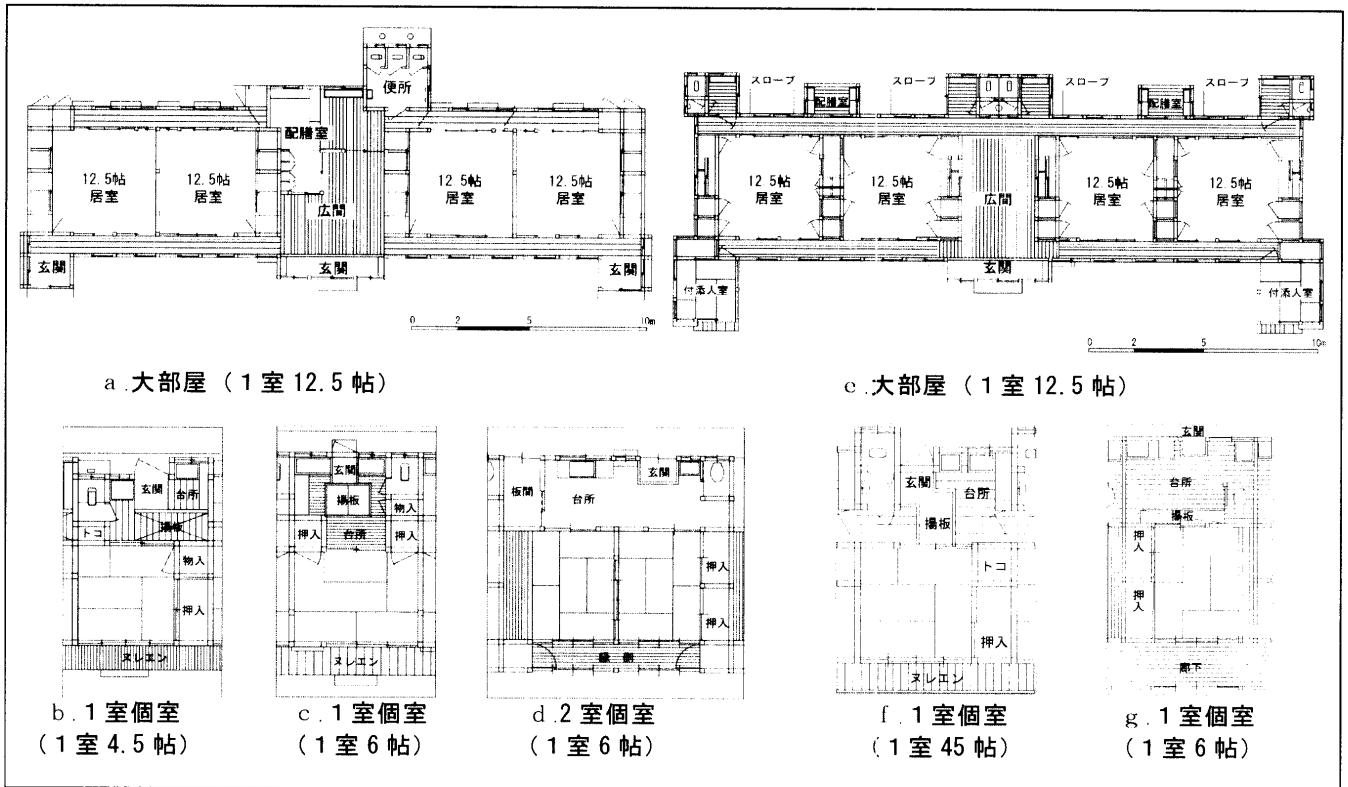 便所
配膳室
12.5帖
居室
12.5帖
居室
12.5帖
居室
12.5帖
居室
広間
玄関
玄関
玄関
0 2 5 10m
a.大部屋(1室12.5帖)
スロープ
スロープ
スロープ
スロープ
配膳室
配膳室
12.5帖
居室
12.5帖
居室
広間
12.5帖
居室
12.5帖
居室
玄関
付添人室
付添人室
0 2 5 10m
e.大部屋(1室12.5帖)
玄関
台所
揚板
トコ
物入
押入
ヌレエン
b.1室個室
(1室4.5帖)
玄関
揚板
物入
押入
台所
押入
ヌレエン
c.1室個室
(1室6帖)
板間
台所
玄関
押入
押入
d.2室個室
(1室6帖)
玄関
台所
揚板
トコ
押入
ヌレエン
f.1室個室
(1室45帖)
玄関
台所
揚板
押入
押入
廊下
g.1室個室
(1室6帖)